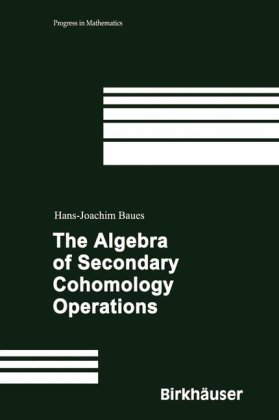 Progress in Mathematics
Hans-Joachim Baues
The Algebra
of Secondary
Cohomology
Operations
Birkhäuser